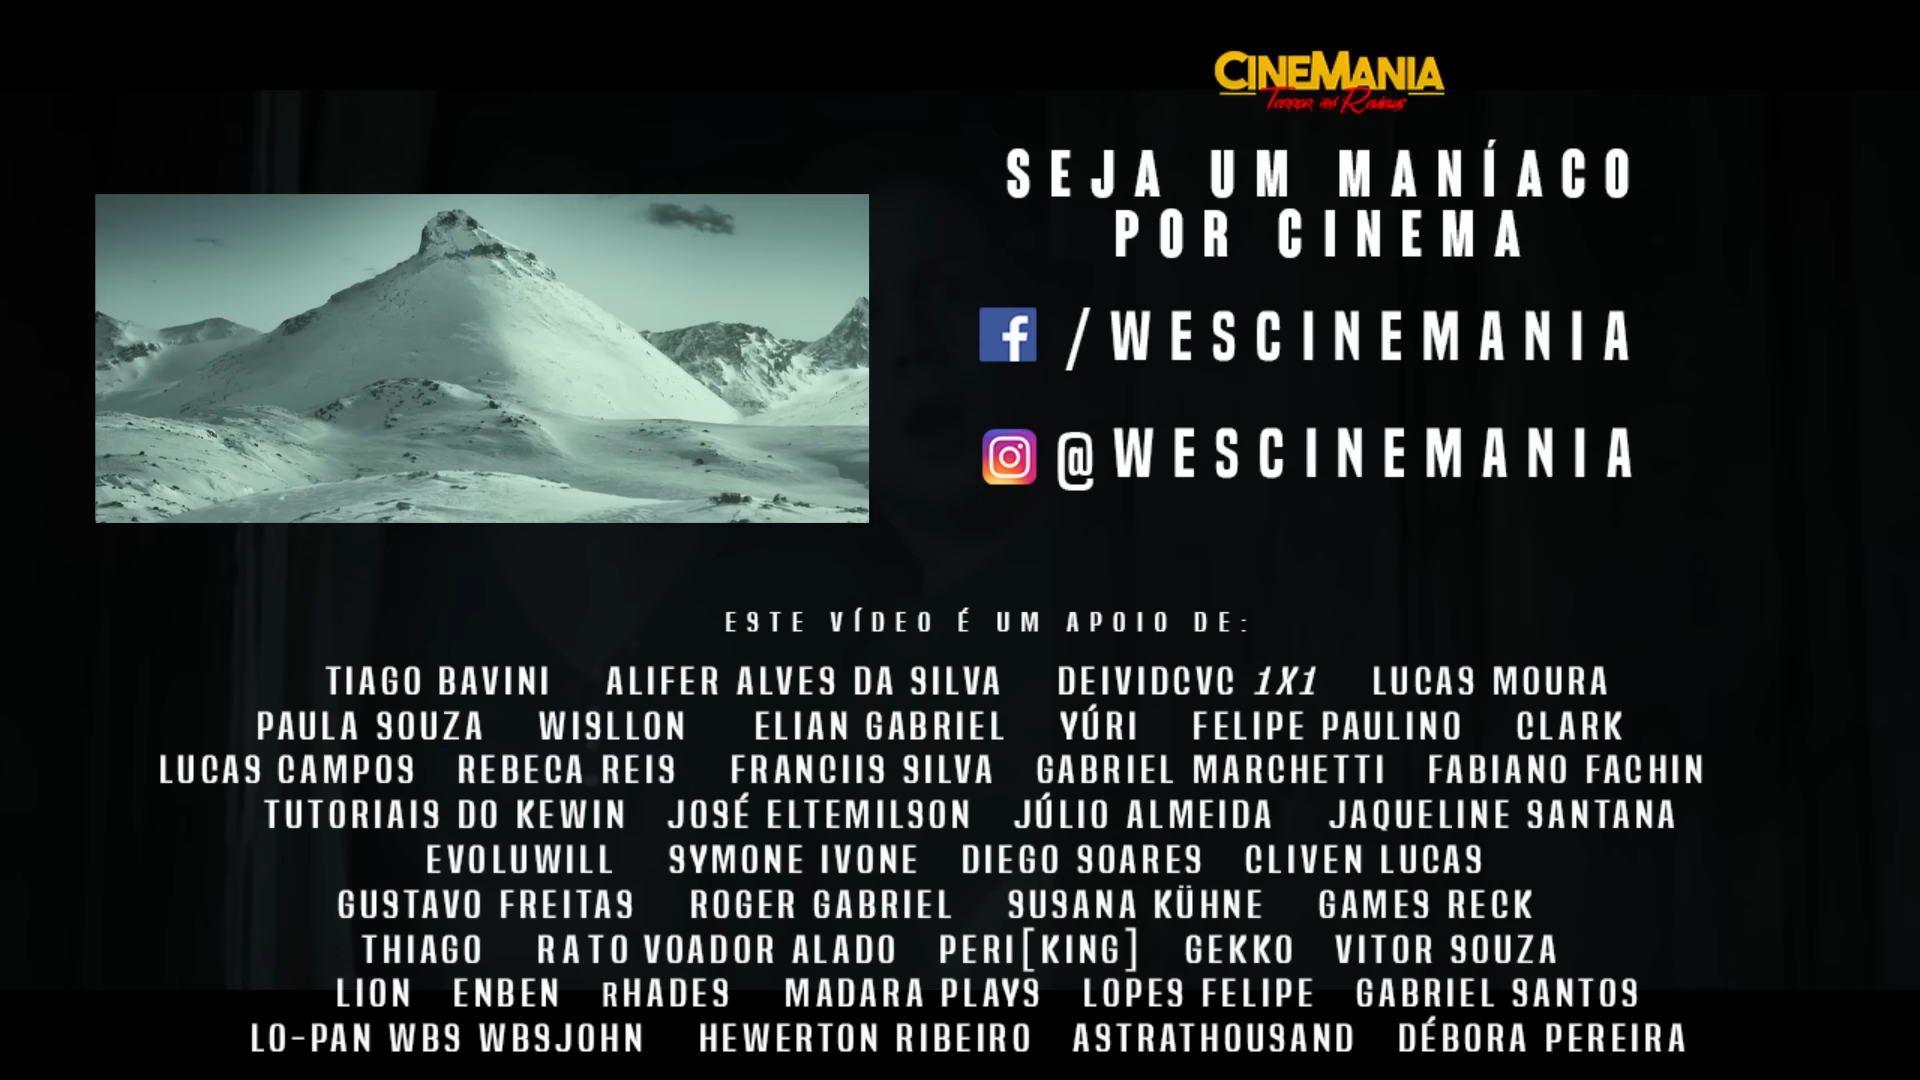 CINEMANIA
Terror and Reviews
SEJA UM MANÍACO
POR CINEMA
/WESCINEMANIA
@WESCINEMANIA
ESTE VÍDEO É UM APOIO DE:
TIAGO BAVINI ALIFER ALVES DA SILVA DEIVIDCVC 1X1 LUCAS MOURA
PAULA SOUZA WISLLON ELIAN GABRIEL YÚRI FELIPE PAULINO CLARK
LUCAS CAMPOS REBECA REIS FRANCIIS SILVA GABRIEL MARCHETTI FABIANO FACHIN
TUTORIAIS DO KEWIN JOSÉ ELTEMILSON JÚLIO ALMEIDA JAQUELINE SANTANA
EVOLUWILL SYMONE IVONE DIEGO SOARES CLIVEN LUCAS
GUSTAVO FREITAS ROGER GABRIEL SUSANA KÜHNE GAMES RECK
THIAGO RATO VOADOR ALADO PERI[KING] GEKKO VITOR SOUZA
LION ENBEN RHADES MADARA PLAYS LOPES FELIPE GABRIEL SANTOS
LO-PAN WBS WBSJOHN HEWERTON RIBEIRO ASTRATHOUSAND DÉBORA PEREIRA